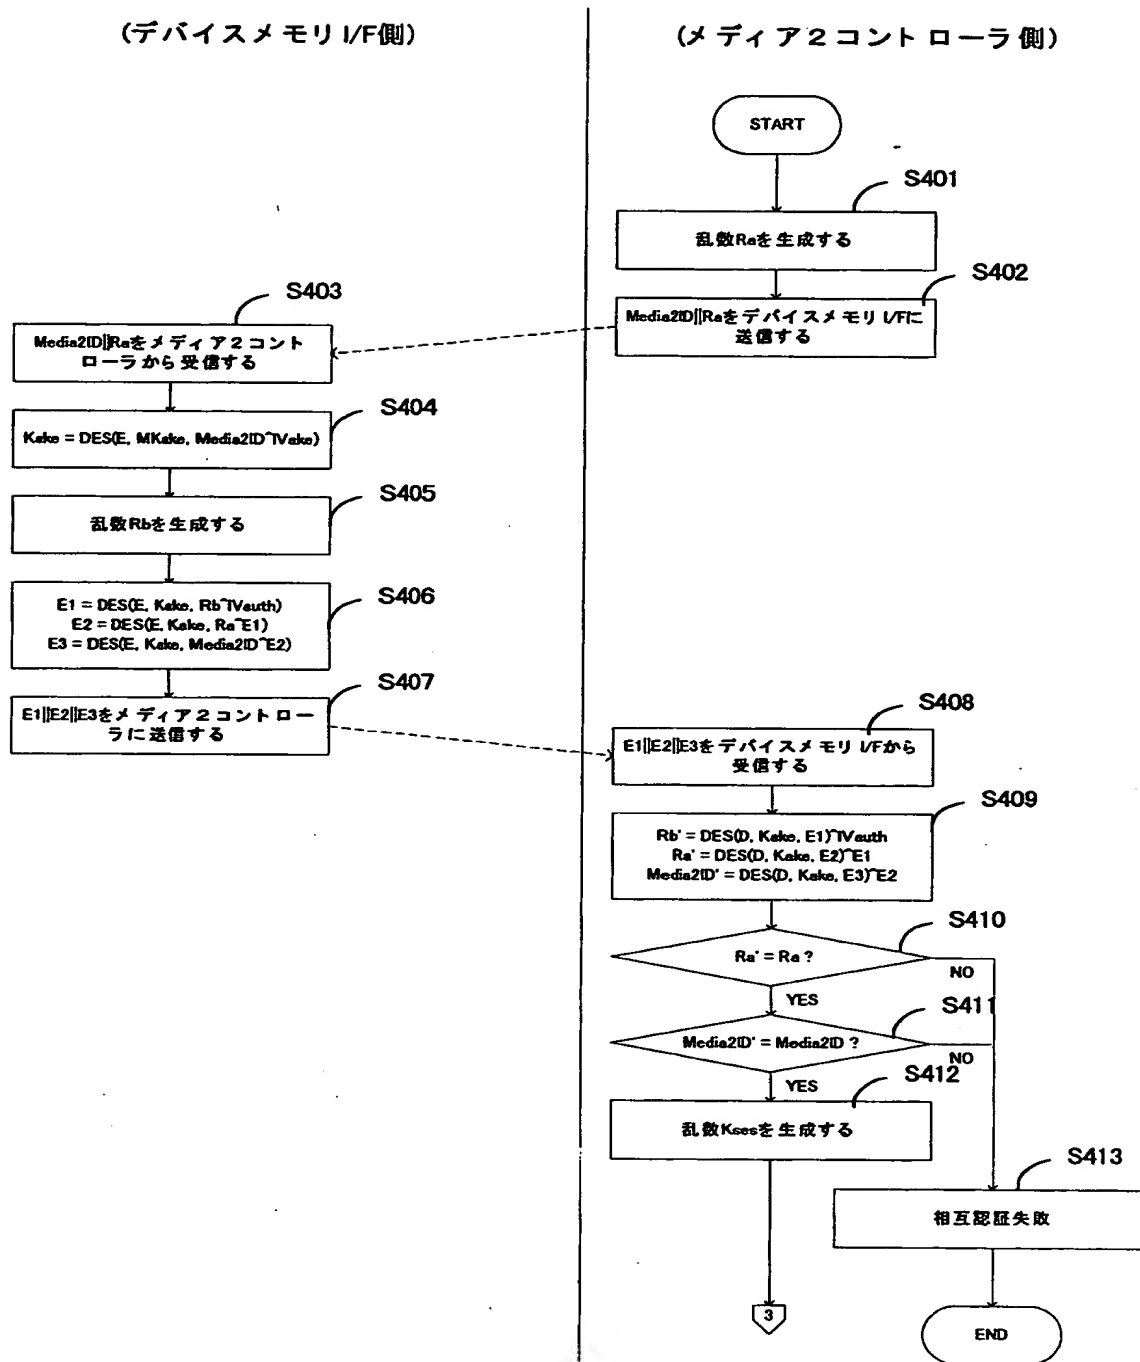 (デバイスメモリI/F側)
(メディア2コントローラ側)
START
S401
乱数Raを生成する
S402
Media2ID||Raをデバイスメモリ I/Fに
送信する
S403
Media2ID||Raをメディア2コント
ローラから受信する
S404
Kake = DES(E, MKake, Media2ID^IVake)
S405
乱数Rbを生成する
S406
E1 = DES(E, Kake, Rb^IVauth)
E2 = DES(E, Kake, Ra^E1)
E3 = DES(E, Kake, Media2ID^E2)
S407
E1||E2||E3をメディア2コントロー
ラに送信する
S408
E1||E2||E3をデバイスメモリ I/Fから
受信する
S409
Rb' = DES(D, Kake, E1)^IVauth
Ra' = DES(D, Kake, E2)^E1
Media2ID' = DES(D, Kake, E3)^E2
S410
Ra' = Ra ?
NO
YES
S411
Media2ID' = Media2ID ?
NO
YES
S412
乱数Ksesを生成する
S413
相互認証失敗
3
END